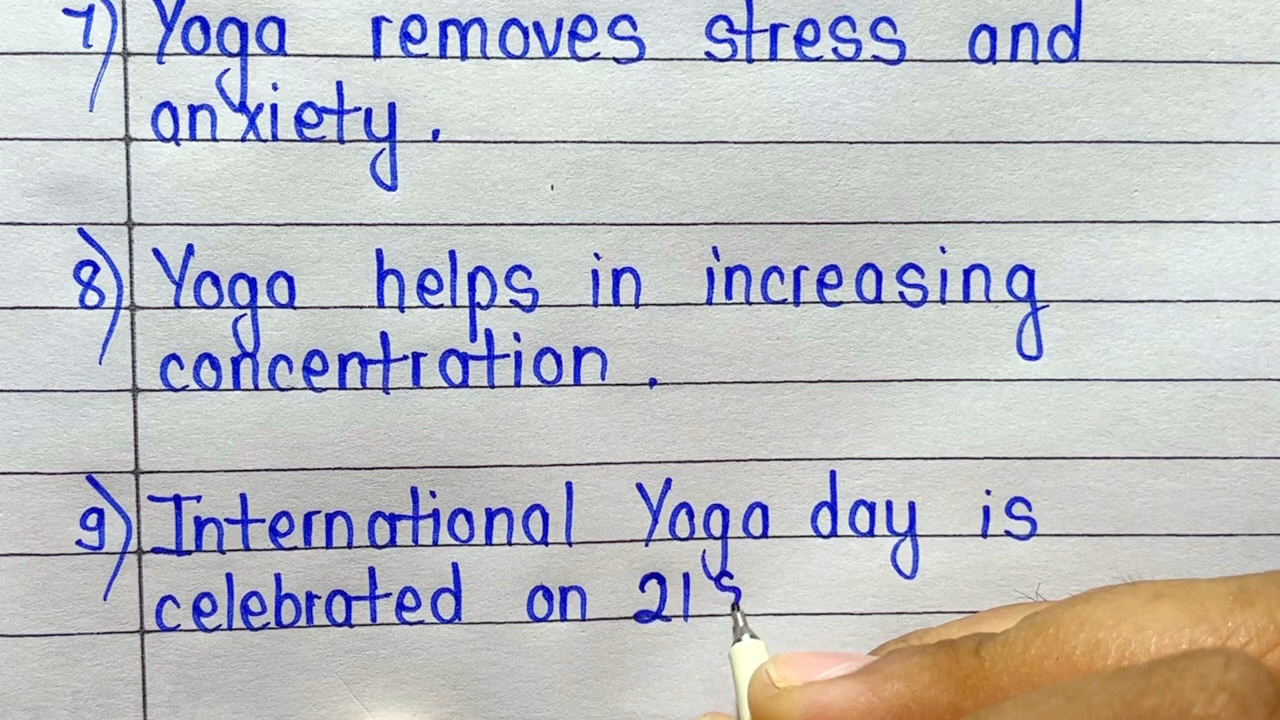 7) Yoga removes stress and
anxiety.
8) Yoga helps in increasing
concentration.
9) International Yoga day is
celebrated on 21s